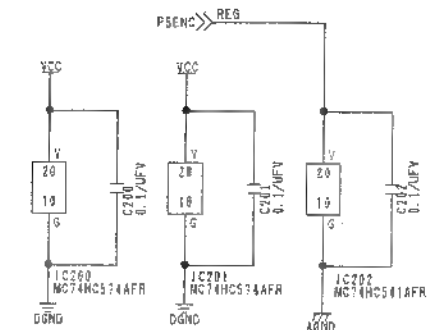 PSENC REG
VCC
VCC
V
20
10
G
C200
0.1/UFV
IC200
MC74HC574AFR
DGND
V
20
10
G
C201
0.1/UFV
IC201
MC74HC574AFR
DGND
V
20
10
G
C202
0.1/UFV
IC202
MC74HC541AFR
AGND